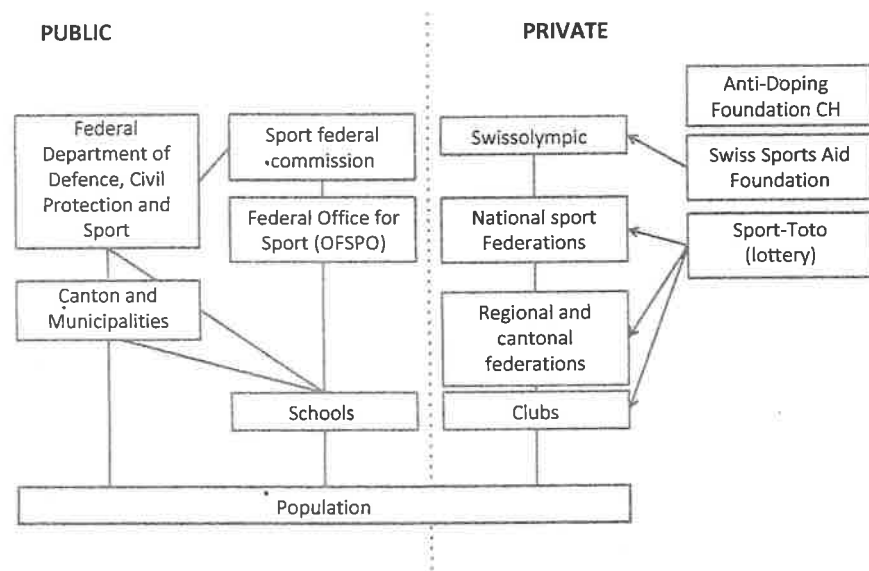 PUBLIC
PRIVATE
Federal
Department of
Defence, Civil
Protection and
Sport
Sport federal
commission
Federal Office for
Sport (OFSPO)
Canton and
Municipalities
Schools
Swissolympic
National sport
Federations
Regional and
cantonal
federations
Clubs
Anti-Doping
Foundation CH
Swiss Sports Aid
Foundation
Sport-Toto
(lottery)
Population